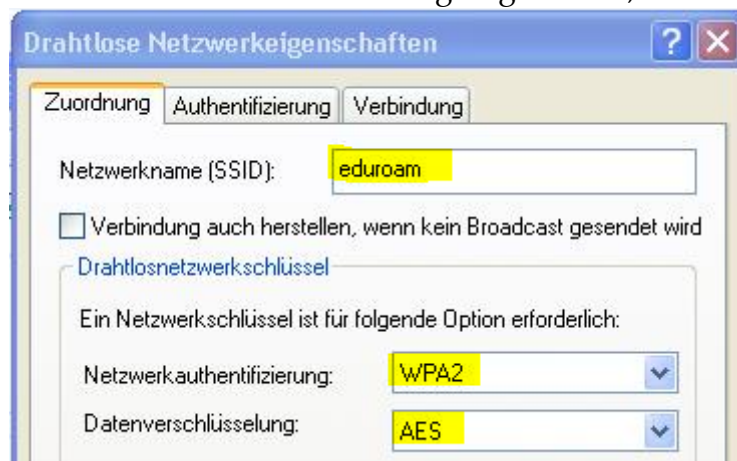 Drahtlose Netzwerkeigenschaften
Zuordnung Authentifizierung Verbindung
Netzwerkname (SSID): eduroam
Verbindung auch herstellen, wenn kein Broadcast gesendet wird
Drahtlosnetzwerkschlüssel
Ein Netzwerkschlüssel ist für folgende Option erforderlich:
Netzwerkauthentifizierung: WPA2
Datenverschlüsselung: AES